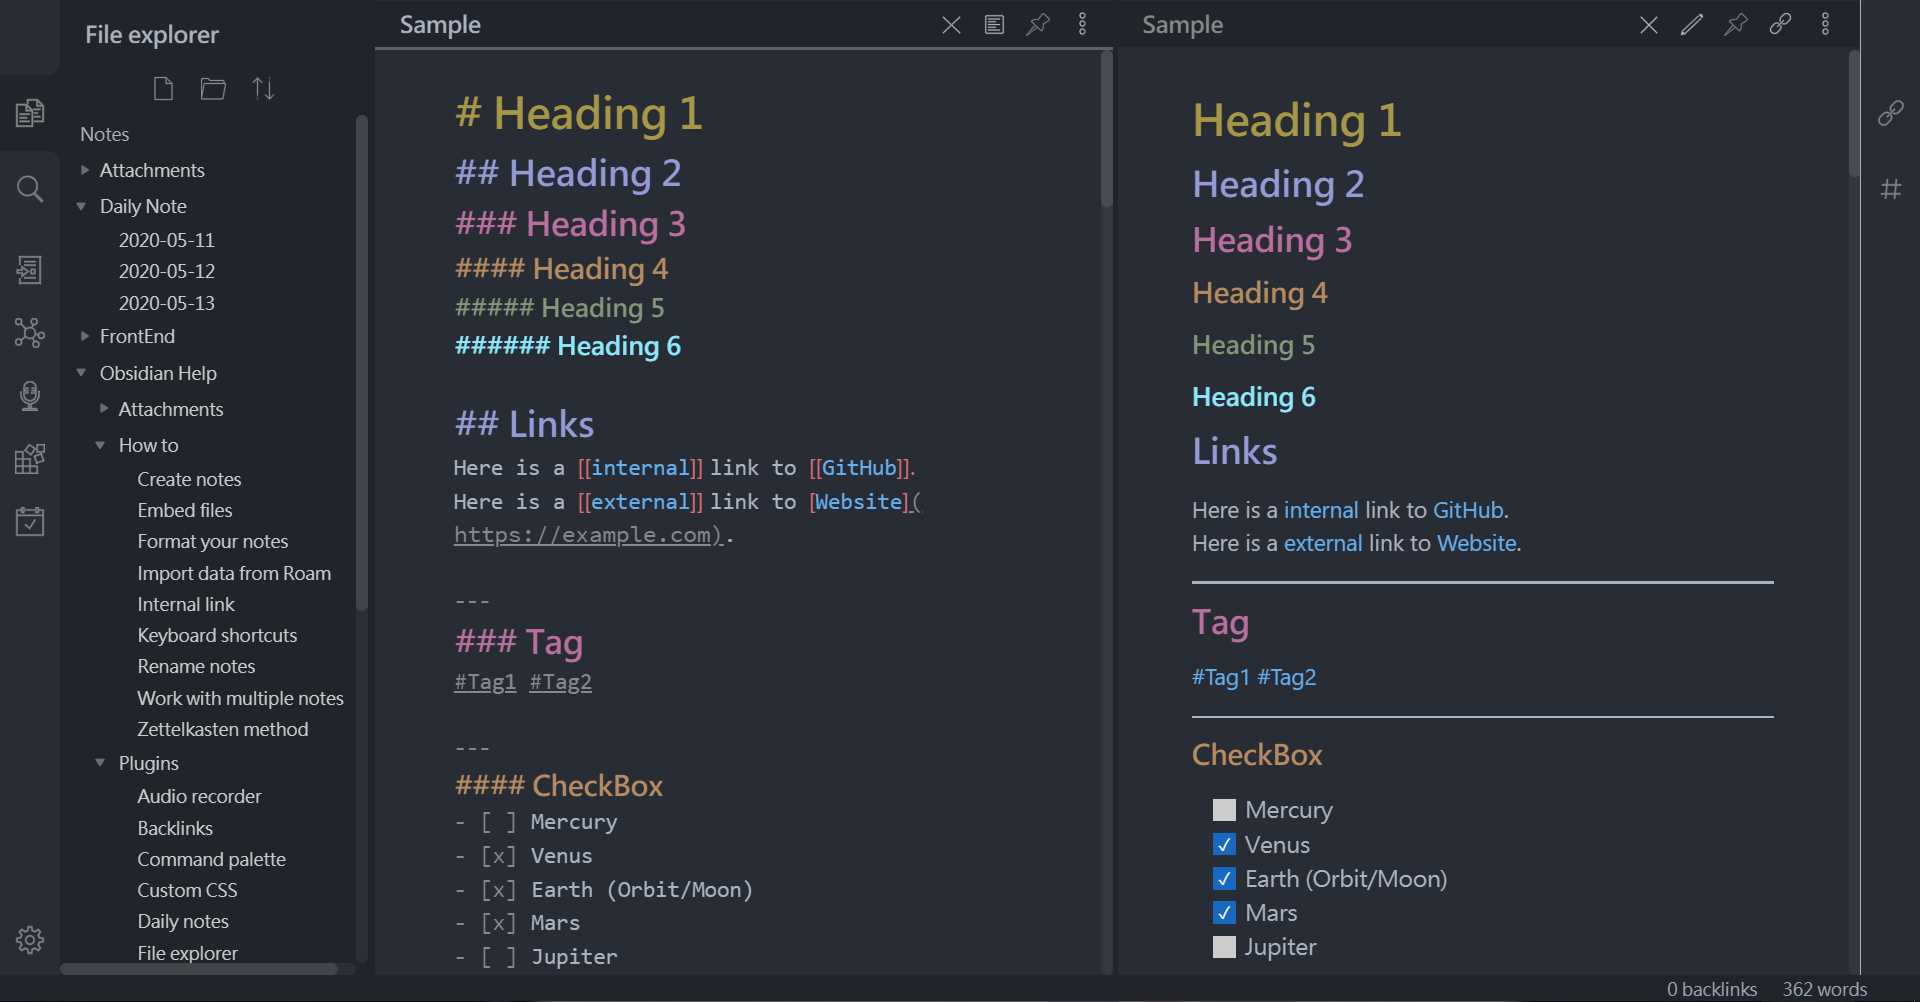 File explorer
Notes
Attachments
Daily Note
2020-05-11
2020-05-12
2020-05-13
FrontEnd
Obsidian Help
Attachments
How to
Create notes
Embed files
Format your notes
Import data from Roam
Internal link
Keyboard shortcuts
Rename notes
Work with multiple notes
Zettelkasten method
Plugins
Audio recorder
Backlinks
Command palette
Custom CSS
Daily notes
File explorer
Sample
# Heading 1
## Heading 2
### Heading 3
#### Heading 4
##### Heading 5
###### Heading 6
## Links
Here is a [[internal]] link to [[GitHub]].
Here is a [[external]] link to [Website](
https://example.com).
---
### Tag
#Tag1 #Tag2
---
#### CheckBox
- [ ] Mercury
- [x] Venus
- [x] Earth (Orbit/Moon)
- [x] Mars
- [ ] Jupiter
Sample
Heading 1
Heading 2
Heading 3
Heading 4
Heading 5
Heading 6
Links
Here is a internal link to GitHub.
Here is a external link to Website.
Tag
#Tag1 #Tag2
CheckBox
Mercury
Venus
Earth (Orbit/Moon)
Mars
Jupiter
0 backlinks 362 words